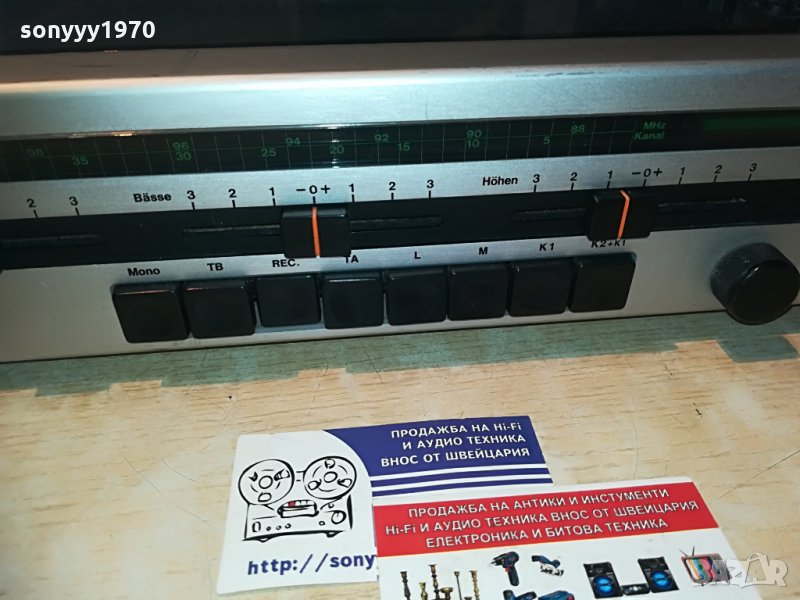 sonyyy1970
98 96 94 92 90 88 MHz
35 30 25 20 15 10 5 Kanal
2 3 Bässe 3 2 1 -0+ 1 2 3 Höhen 3 2 1 -0+ 1 2 3
Mono TB REC. TA L M K1 K2+K1
ПРОДАЖБА НА Hi-Fi
И АУДИО ТЕХНИКА
ВНОС ОТ ШВЕЙЦАРИЯ
http://sony
ПРОДАЖБА НА АНТИКИ И ИНСТУМЕНТИ
Hi-Fi И АУДИО ТЕХНИКА ВНОС ОТ ШВЕЙЦАРИЯ
ЕЛЕКТРОНИКА И БИТОВА ТЕХНИКА
BAZAR